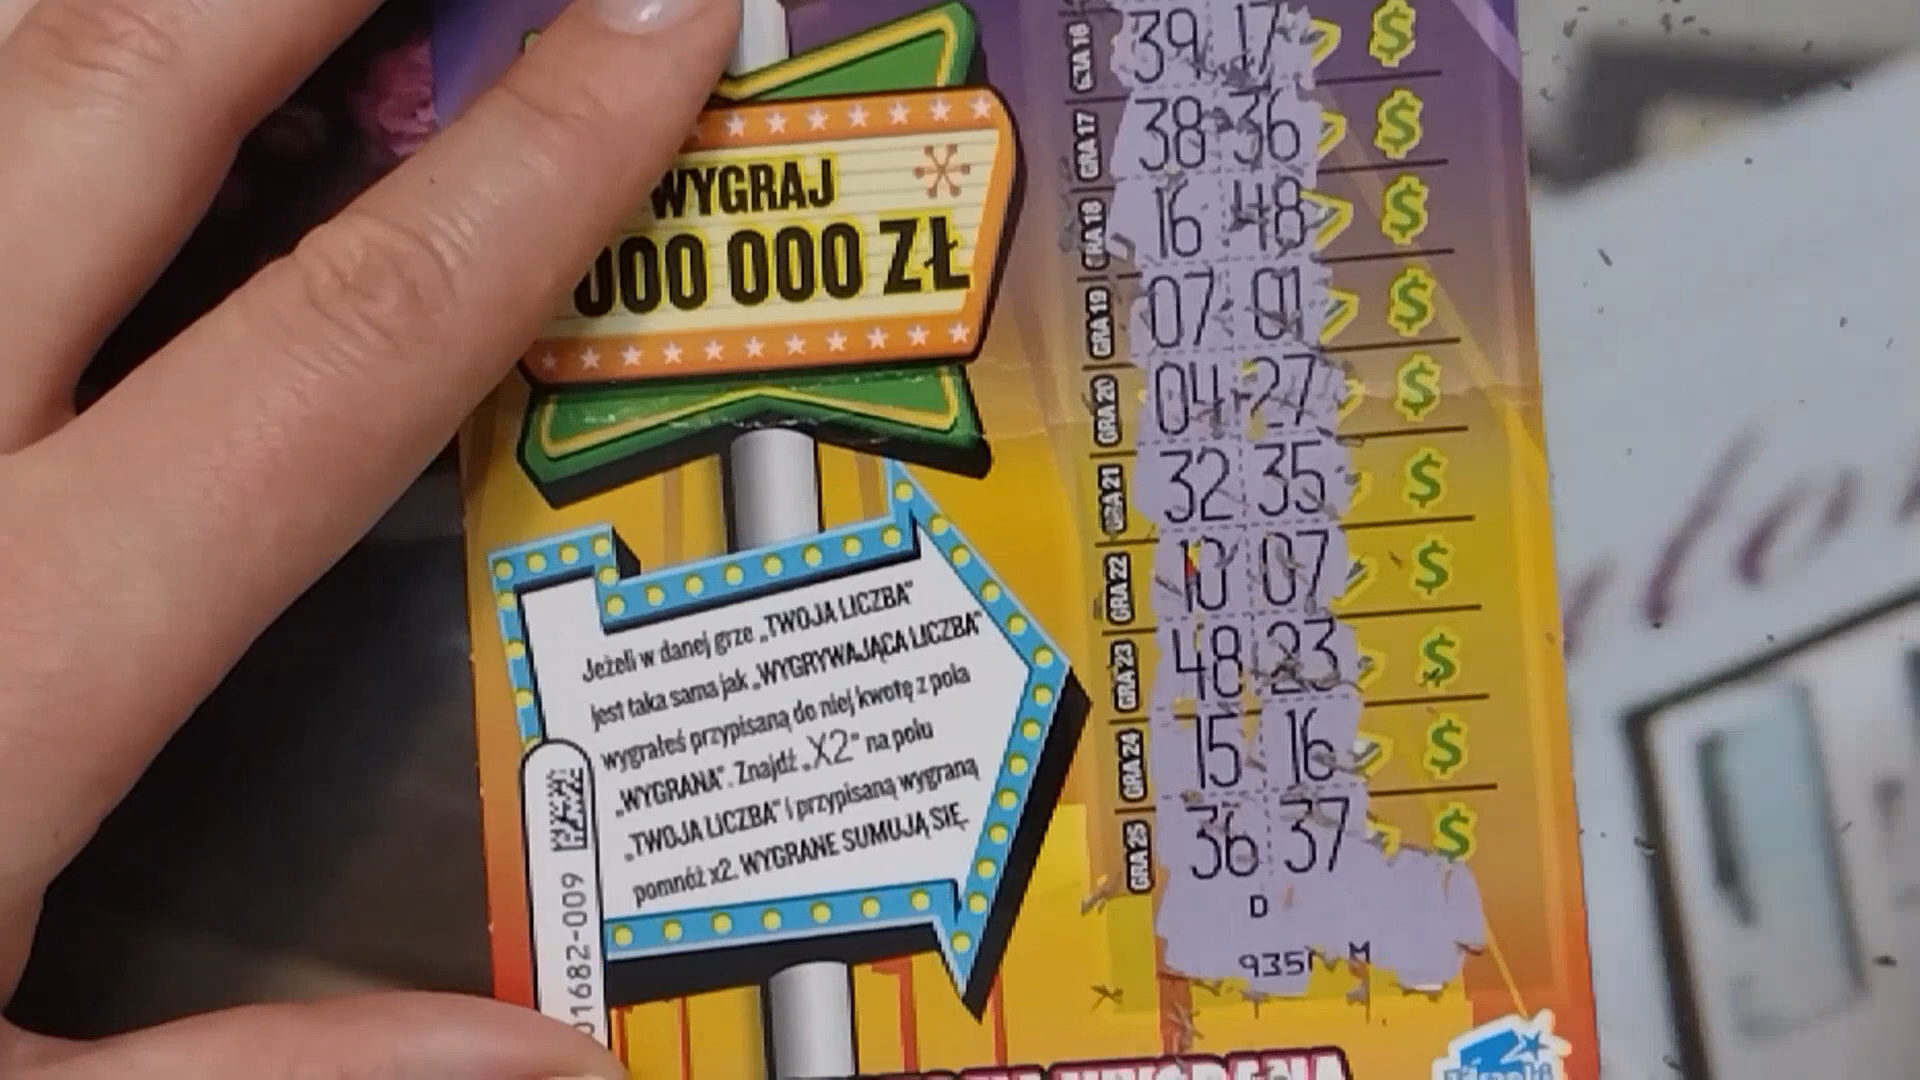 WYGRAJ
000 000 ZŁ
Jeżeli w danej grze „TWOJA LICZBA"
jest taka sama jak „WYGRYWAJĄCA LICZBA"
wygrałeś przypisaną do niej kwotę z pola
„WYGRANA". Znajdź „X2" na polu
„TWOJA LICZBA" i przypisaną wygraną
pomnóż x2. WYGRANE SUMUJĄ SIĘ.
01682-009
39 17 $
GRA 17 38 36 $
GRA 18 16 48 $
GRA 19 07 01 $
GRA 20 04 27 $
GRA 21 32 35 $
GRA 22 10 07 $
GRA 23 48 23 $
GRA 24 15 16 $
GRA 25 36 37 $
D
935 M